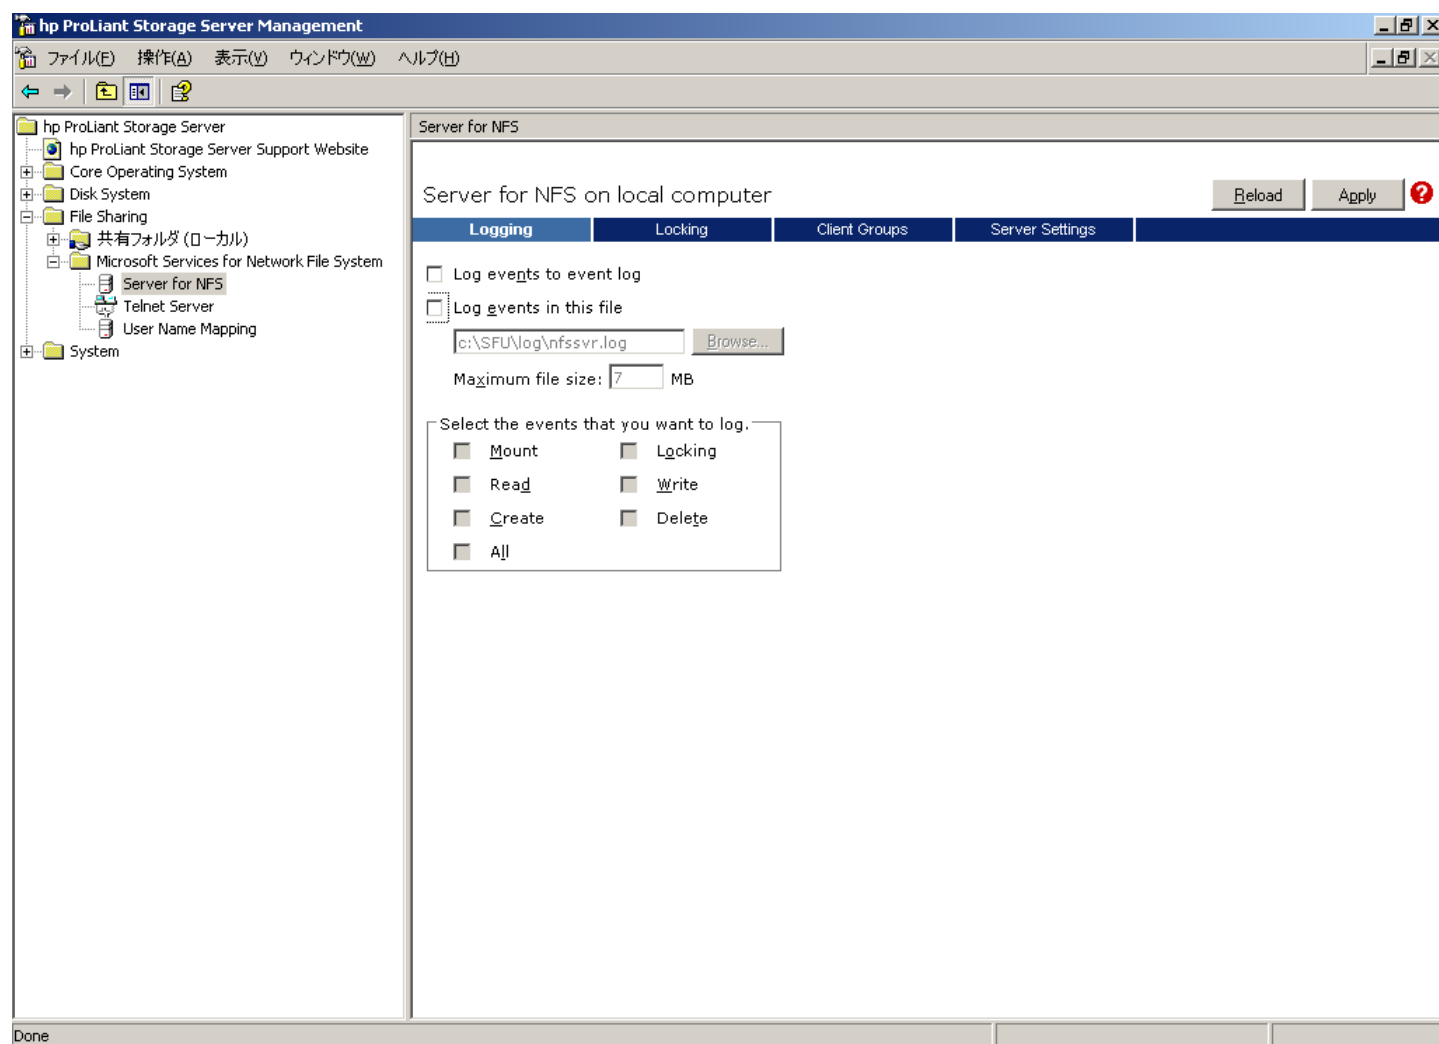 hp ProLiant Storage Server Management
ファイル(F) 操作(A) 表示(V) ウィンドウ(W) ヘルプ(H)
hp ProLiant Storage Server
hp ProLiant Storage Server Support Website
Core Operating System
Disk System
File Sharing
共有フォルダ (ローカル)
Microsoft Services for Network File System
Server for NFS
Telnet Server
User Name Mapping
System
Server for NFS
Server for NFS on local computer
Reload Apply
Logging Locking Client Groups Server Settings
Log events to event log
Log events in this file
c:\SFU\log\nfssvr.log Browse...
Maximum file size: 7 MB
Select the events that you want to log.
Mount Locking
Read Write
Create Delete
All
Done